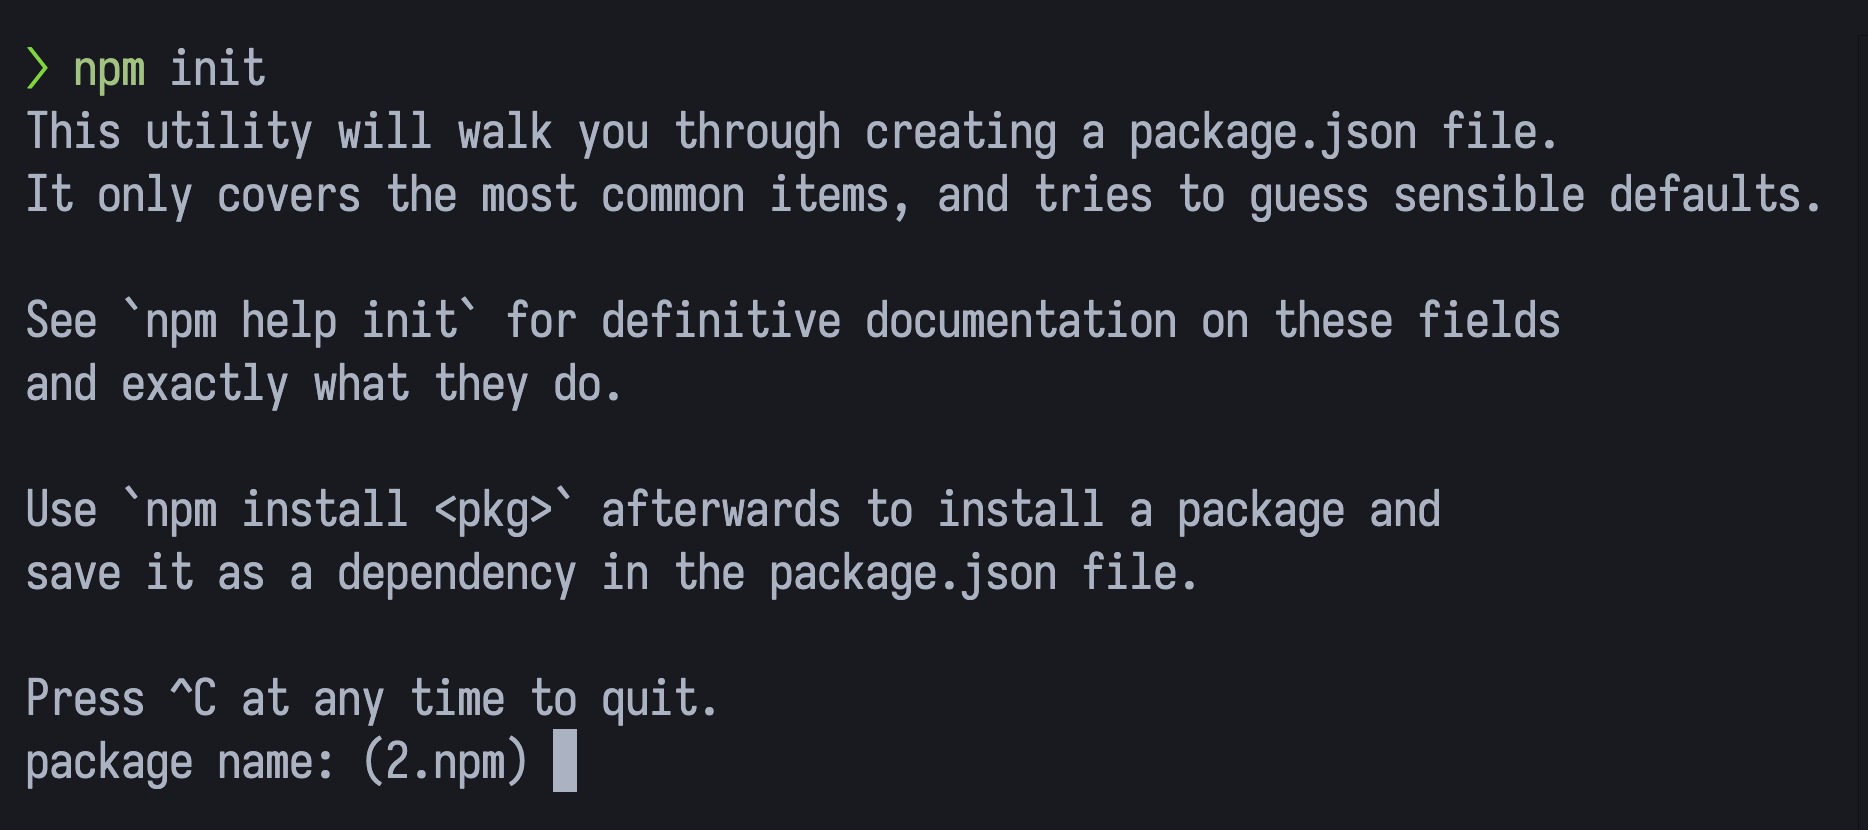 ❯ npm init
This utility will walk you through creating a package.json file.
It only covers the most common items, and tries to guess sensible defaults.
See `npm help init` for definitive documentation on these fields
and exactly what they do.
Use `npm install <pkg>` afterwards to install a package and
save it as a dependency in the package.json file.
Press ^C at any time to quit.
package name: (2.npm)